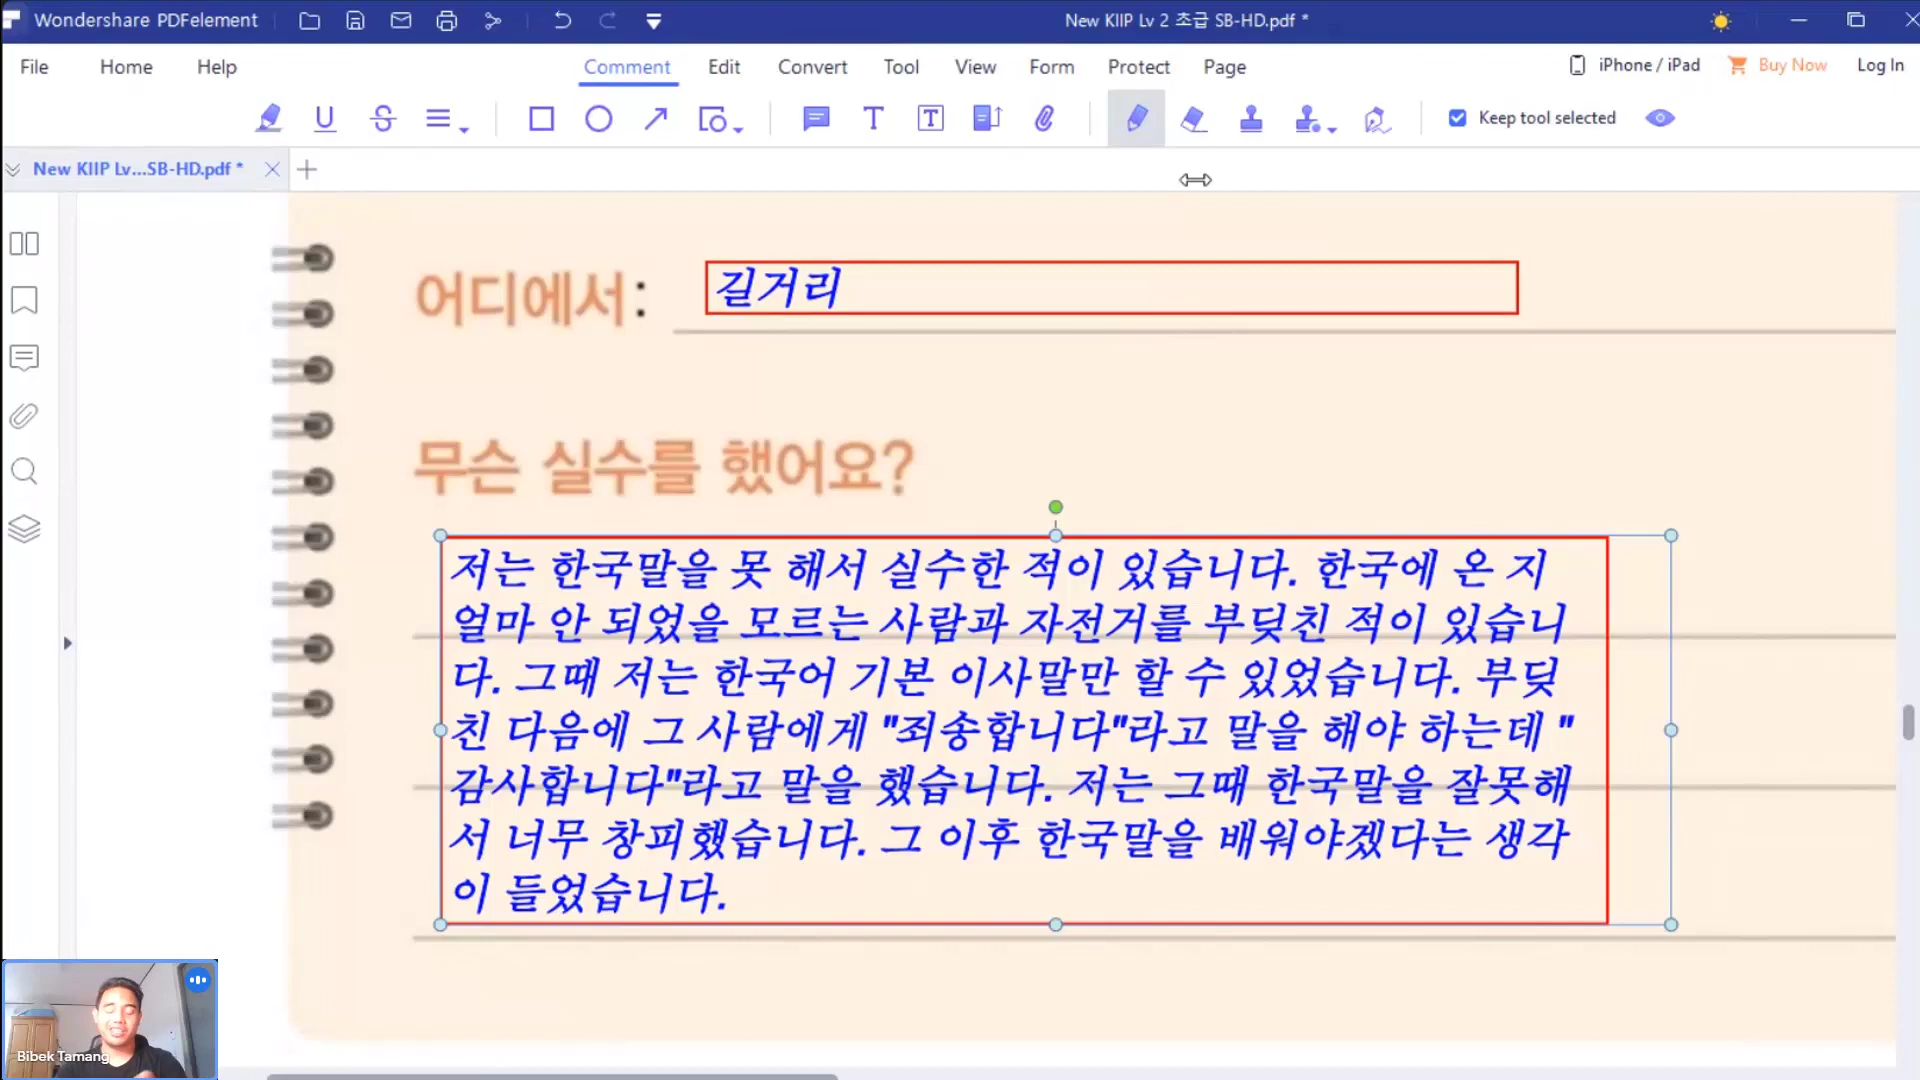 Wondershare PDFelement
New KIIP Lv 2 초급 SB-HD.pdf *
File Home Help Comment Edit Convert Tool View Form Protect Page iPhone / iPad Buy Now Log In
Keep tool selected
New KIIP Lv...SB-HD.pdf *
어디에서: 길거리
무슨 실수를 했어요?
저는 한국말을 못 해서 실수한 적이 있습니다. 한국에 온 지
얼마 안 되었을 모르는 사람과 자전거를 부딪친 적이 있습니
다. 그때 저는 한국어 기본 이사말만 할 수 있었습니다. 부딪
친 다음에 그 사람에게 "죄송합니다"라고 말을 해야 하는데 "
감사합니다"라고 말을 했습니다. 저는 그때 한국말을 잘못해
서 너무 창피했습니다. 그 이후 한국말을 배워야겠다는 생각
이 들었습니다.
Bibek Tamang